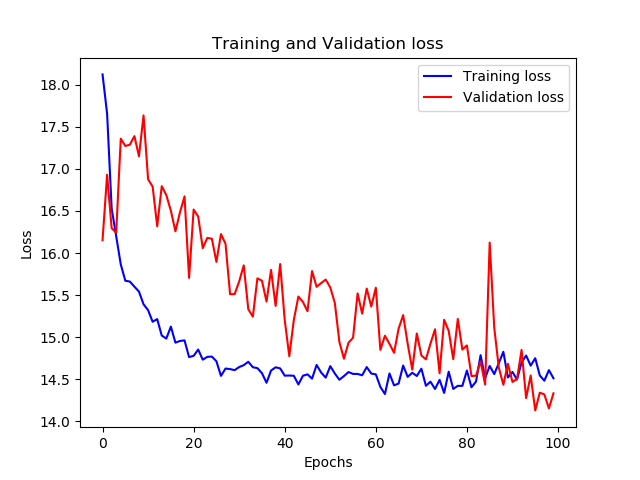 Training and Validation loss
Training loss
Validation loss
18.0
17.5
17.0
16.5
16.0
15.5
15.0
14.5
14.0
Loss
0 20 40 60 80 100
Epochs